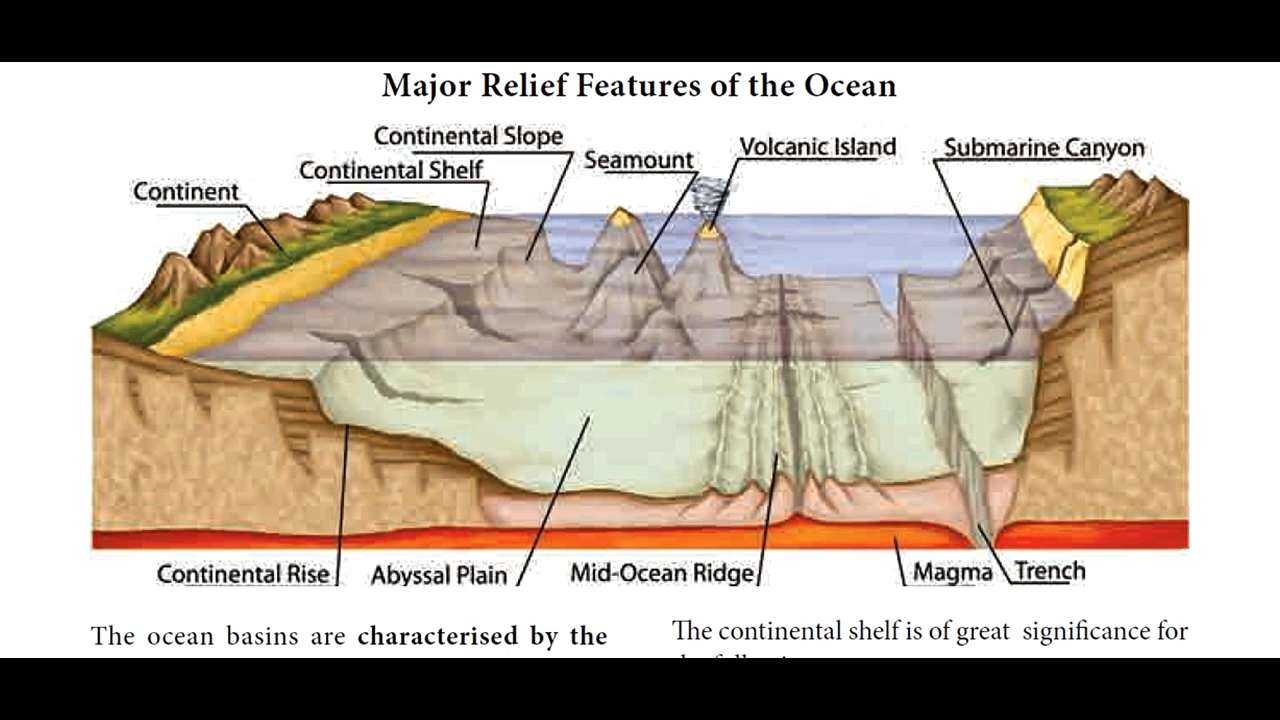 Major Relief Features of the Ocean
Continental Slope
Continental Shelf
Seamount
Volcanic Island
Submarine Canyon
Continent
Continental Rise
Abyssal Plain
Mid-Ocean Ridge
Magma
Trench
The ocean basins are characterised by the
The continental shelf is of great significance for